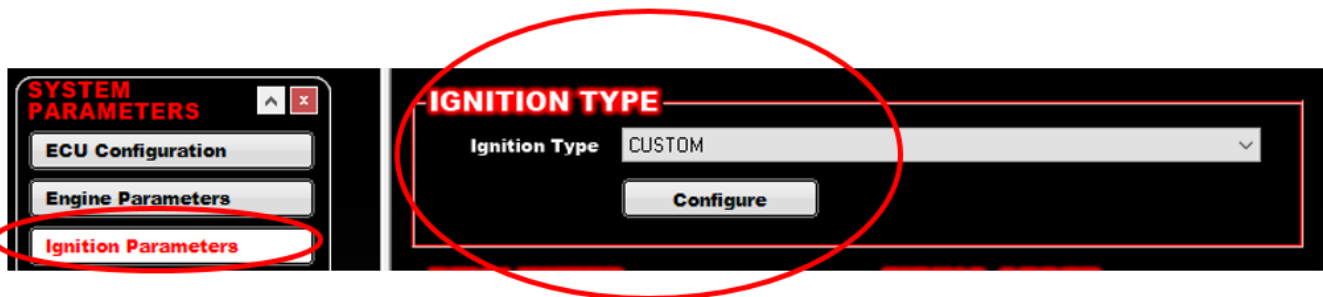 SYSTEM
PARAMETERS
x
ECU Configuration
Engine Parameters
Ignition Parameters
IGNITION TYPE
Ignition Type CUSTOM
Configure